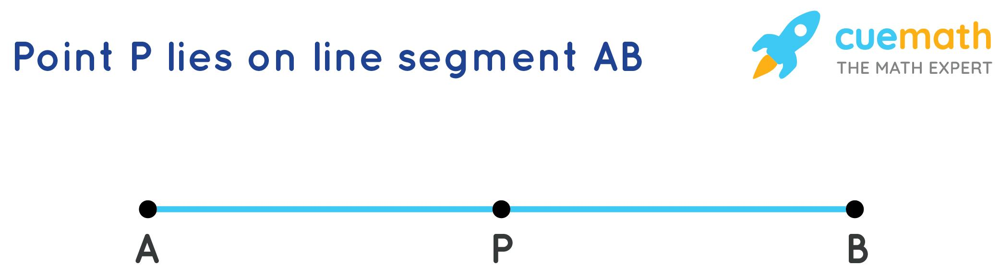 Point P lies on line segment AB
cuemath
THE MATH EXPERT
A P B